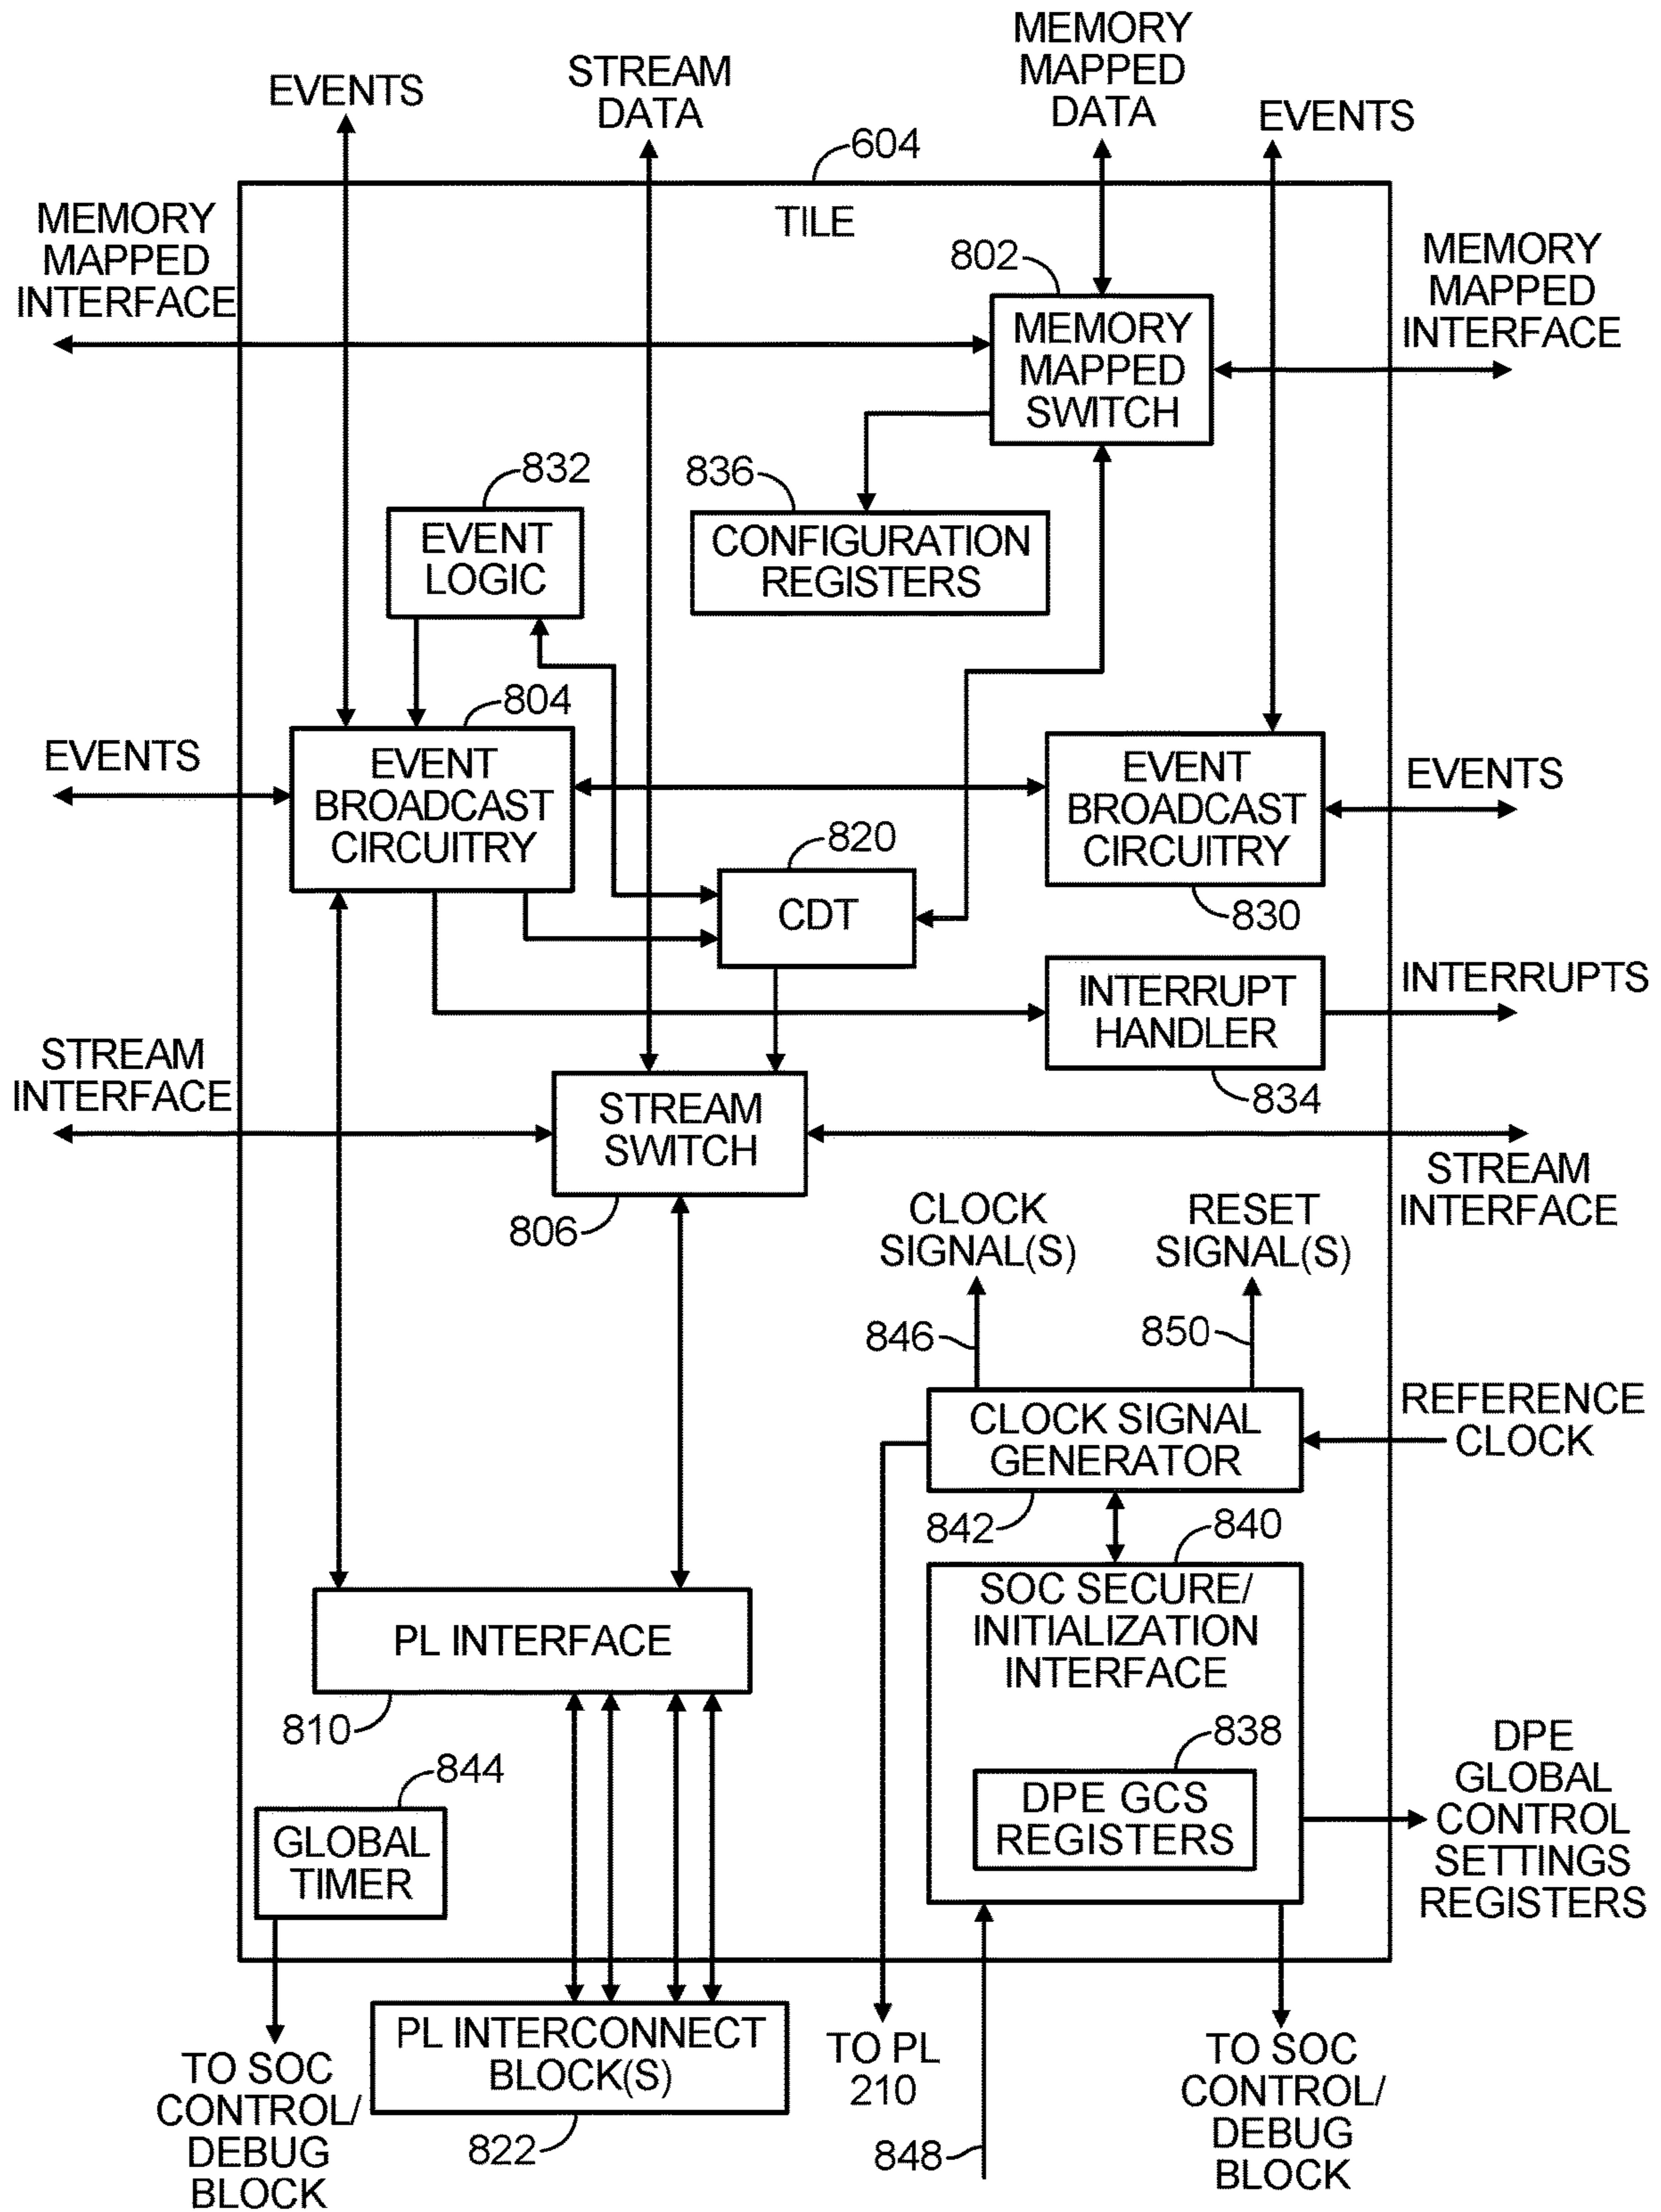 EVENTS
STREAM
DATA
MEMORY
MAPPED
DATA
EVENTS
604
TILE
MEMORY
MAPPED
INTERFACE
802
MEMORY
MAPPED
SWITCH
MEMORY
MAPPED
INTERFACE
832
EVENT
LOGIC
836
CONFIGURATION
REGISTERS
804
EVENTS
EVENT
BROADCAST
CIRCUITRY
EVENT
BROADCAST
CIRCUITRY
EVENTS
820
CDT
830
INTERRUPT
HANDLER
INTERRUPTS
834
STREAM
INTERFACE
STREAM
SWITCH
806
STREAM
INTERFACE
CLOCK
SIGNAL(S)
RESET
SIGNAL(S)
846
850
CLOCK SIGNAL
GENERATOR
REFERENCE
CLOCK
842
840
SOC SECURE/
INITIALIZATION
INTERFACE
PL INTERFACE
810
838
DPE GCS
REGISTERS
DPE
GLOBAL
CONTROL
SETTINGS
REGISTERS
844
GLOBAL
TIMER
TO SOC
CONTROL/
DEBUG
BLOCK
PL INTERCONNECT
BLOCK(S)
822
TO PL
210
848
TO SOC
CONTROL/
DEBUG
BLOCK